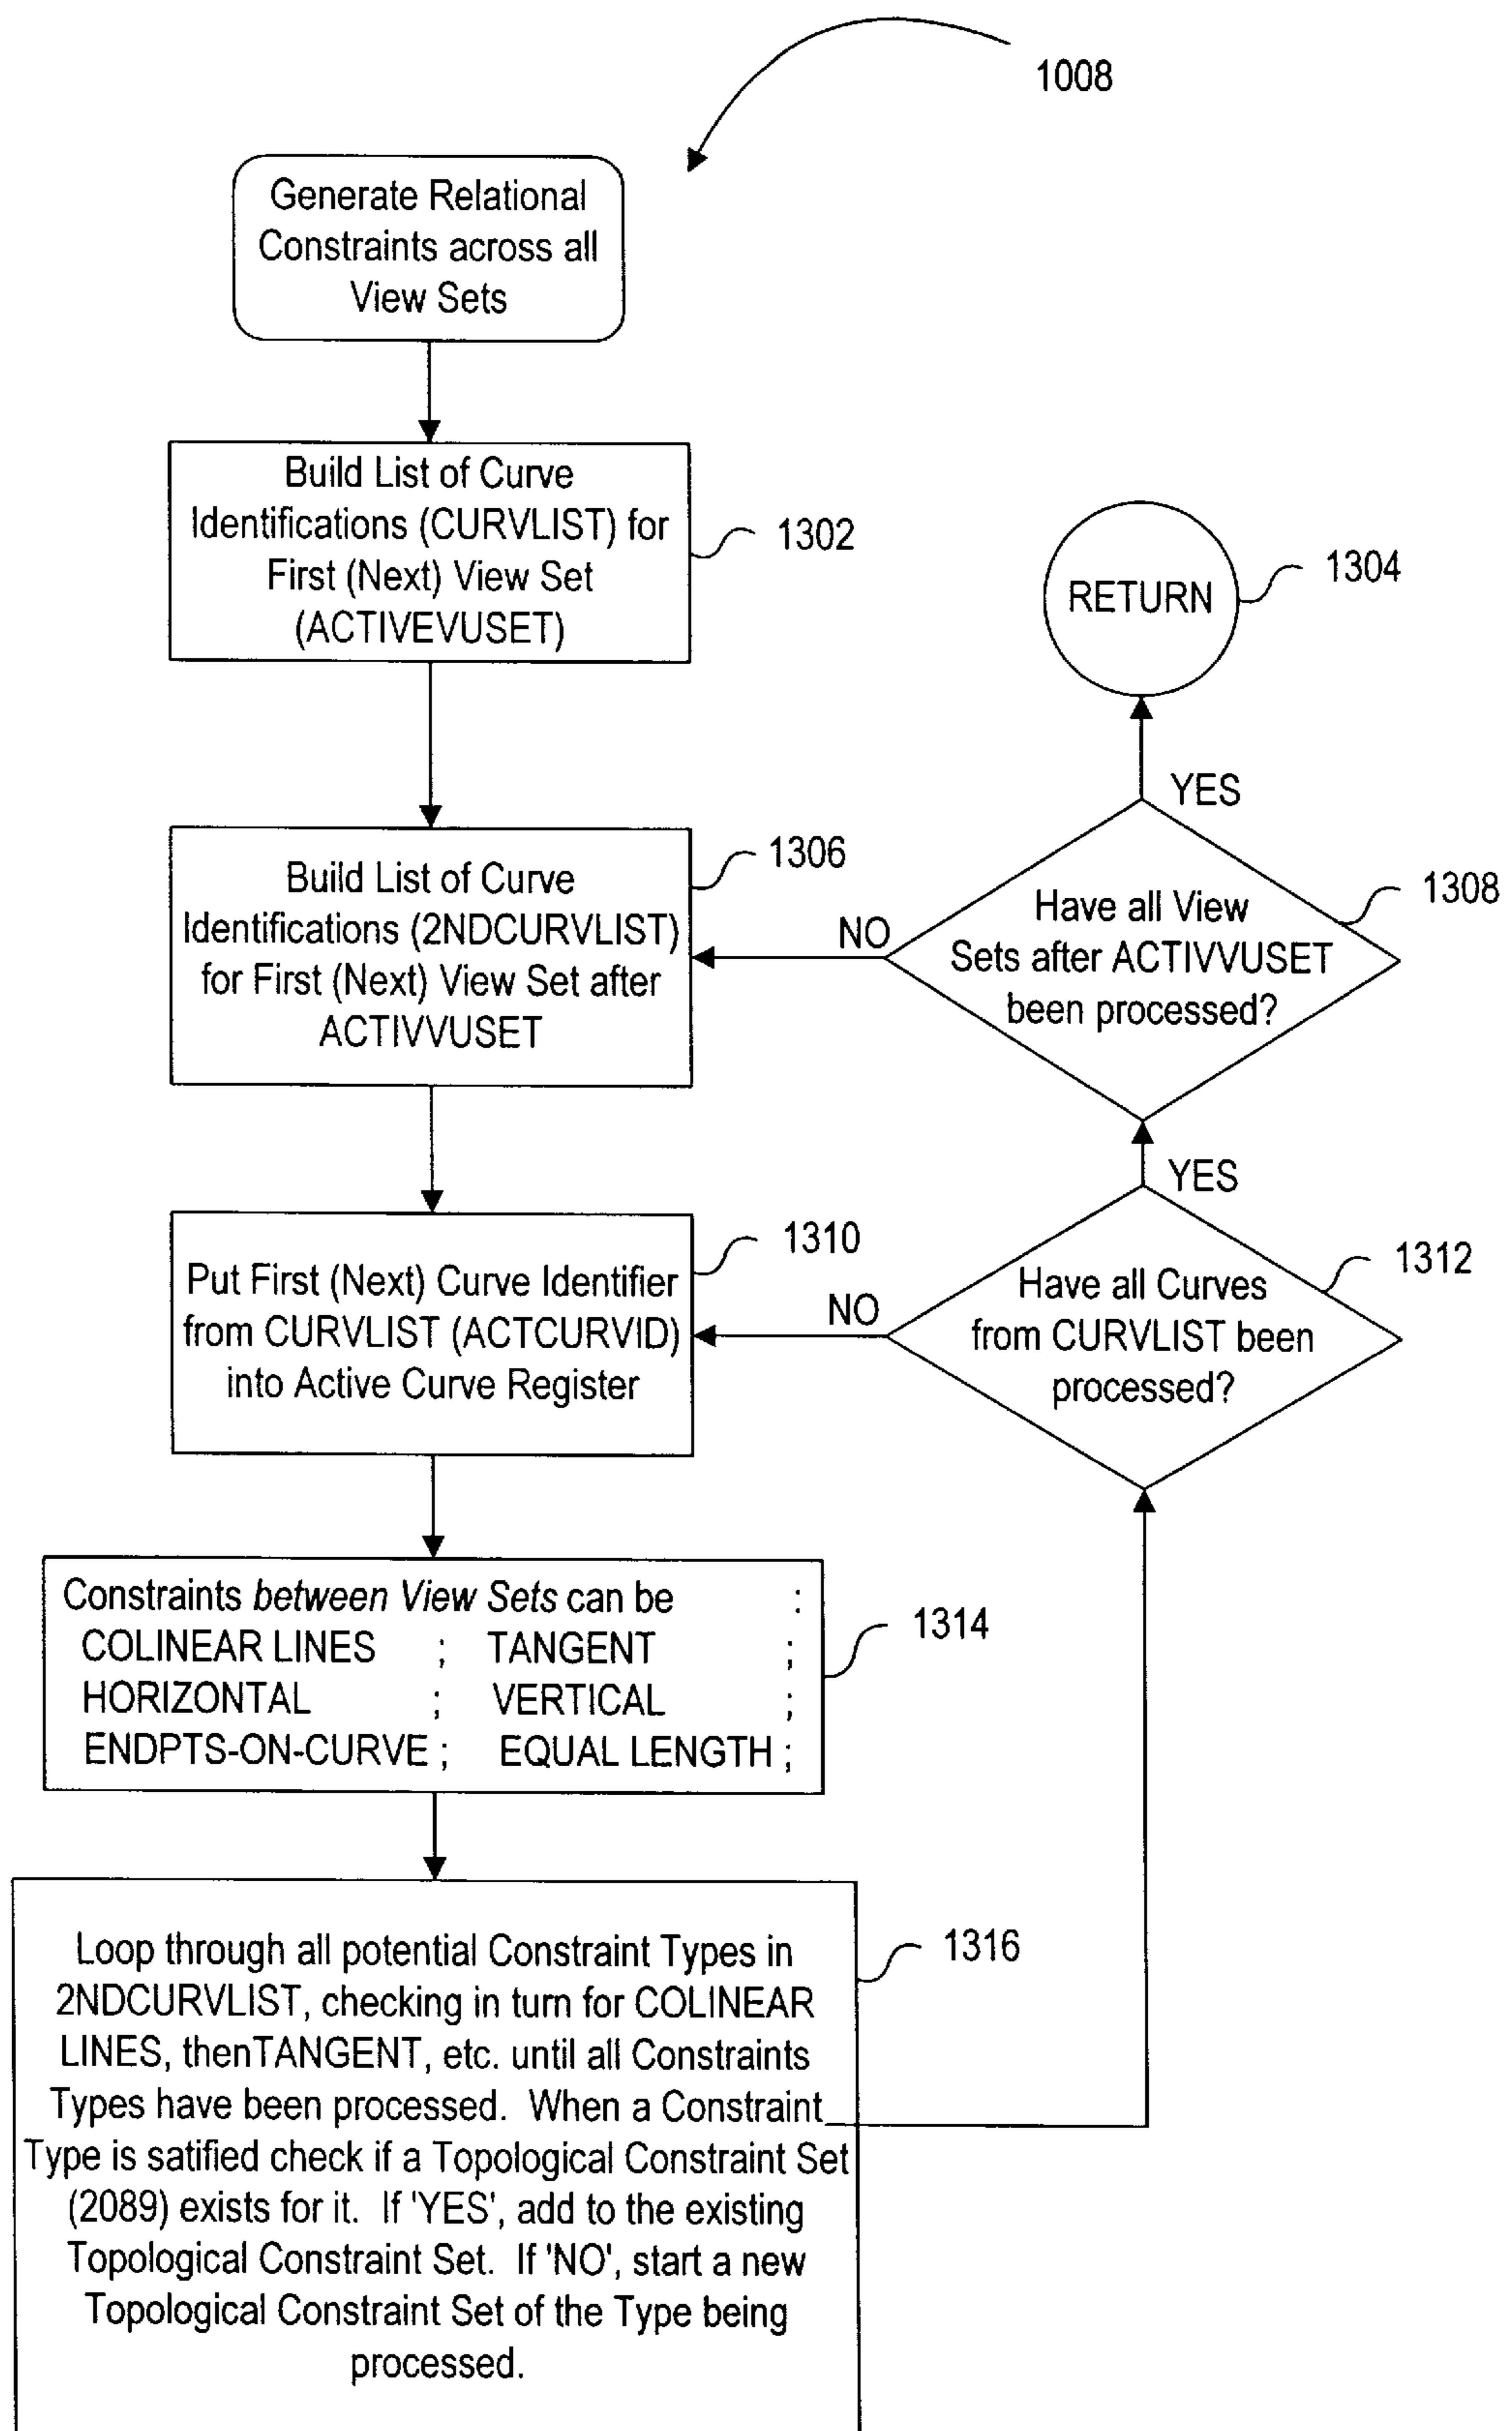 1008
Generate Relational
Constraints across all
View Sets
Build List of Curve
Identifications (CURVLIST) for
First (Next) View Set
(ACTIVEVUSET)
1302
RETURN
1304
YES
Build List of Curve
Identifications (2NDCURVLIST)
for First (Next) View Set after
ACTIVVUSET
1306
NO
Have all View
Sets after ACTIVVUSET
been processed?
1308
YES
Put First (Next) Curve Identifier
from CURVLIST (ACTCURVID)
into Active Curve Register
1310
NO
Have all Curves
from CURVLIST been
processed?
1312
Constraints between View Sets can be :
COLINEAR LINES ; TANGENT ;
HORIZONTAL ; VERTICAL ;
ENDPTS-ON-CURVE ; EQUAL LENGTH ;
1314
Loop through all potential Constraint Types in
2NDCURVLIST, checking in turn for COLINEAR
LINES, thenTANGENT, etc. until all Constraints
Types have been processed. When a Constraint
Type is satified check if a Topological Constraint Set
(2089) exists for it. If 'YES', add to the existing
Topological Constraint Set. If 'NO', start a new
Topological Constraint Set of the Type being
processed.
1316